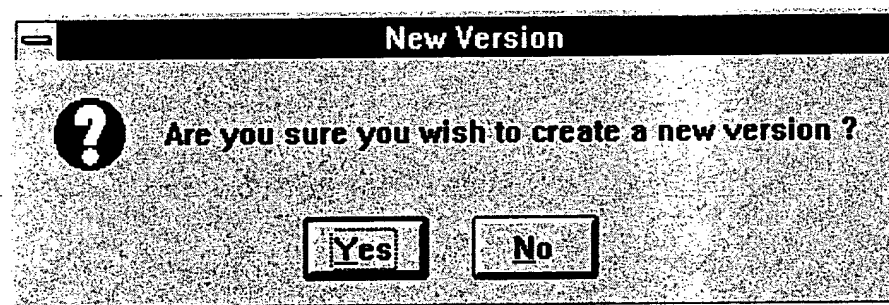 New Version
Are you sure you wish to create a new version ?
Yes
No